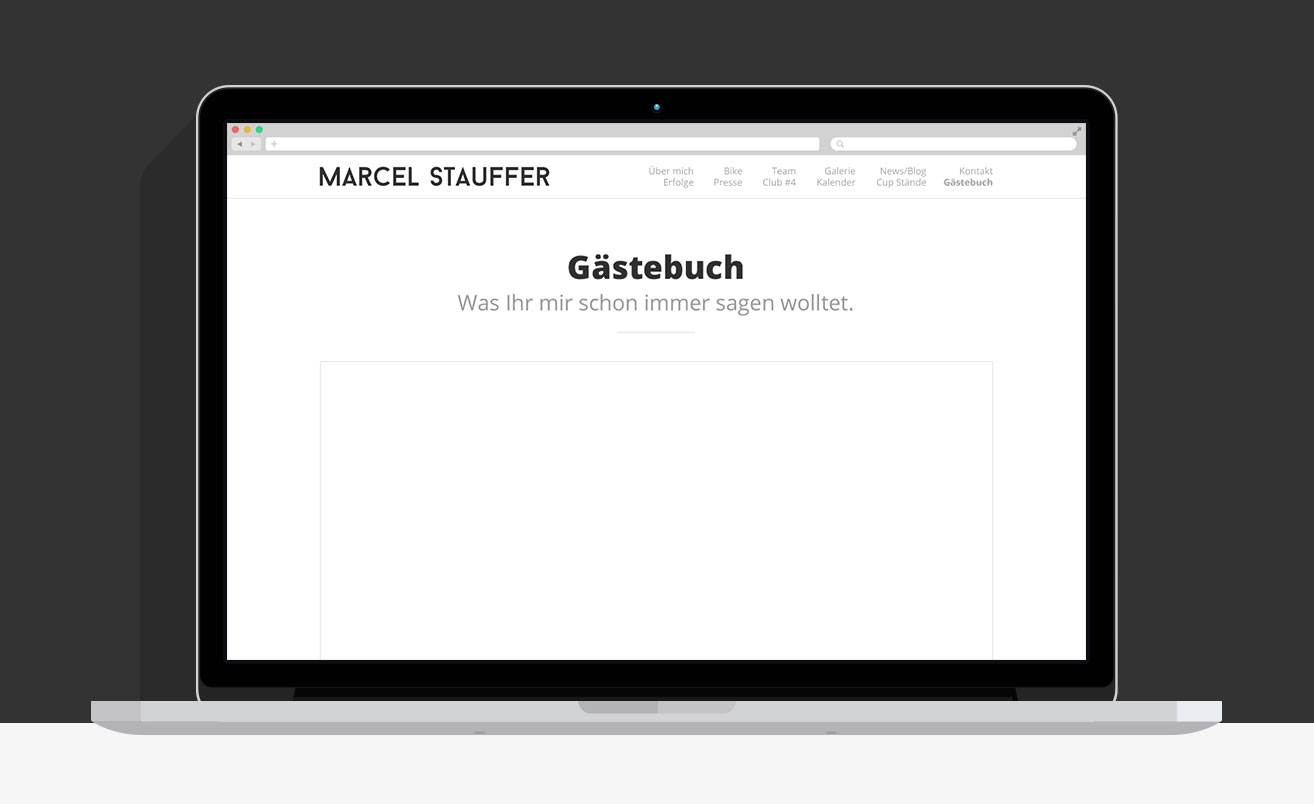 MARCEL STAUFFER
Über mich Bike Team Galerie News/Blog Kontakt
Erfolge Presse Club #4 Kalender Cup Stände Gästebuch
Gästebuch
Was Ihr mir schon immer sagen wolltet.